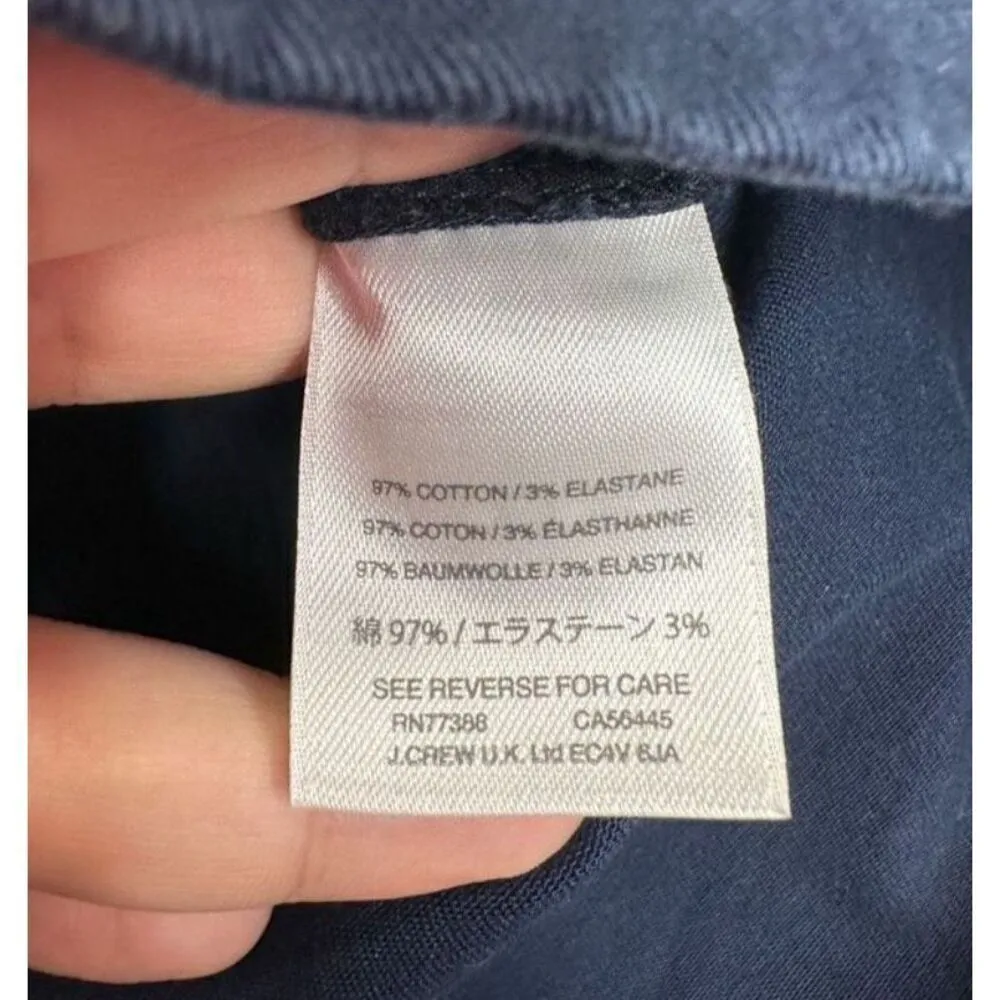 97% COTTON / 3% ELASTANE
97% COTON / 3% ÉLASTHANNE
97% BAUMWOLLE / 3% ELASTAN
綿 97% / エラステーン 3%
SEE REVERSE FOR CARE
RN77388 CA56445
J.CREW U.K. Ltd EC4V 6JA